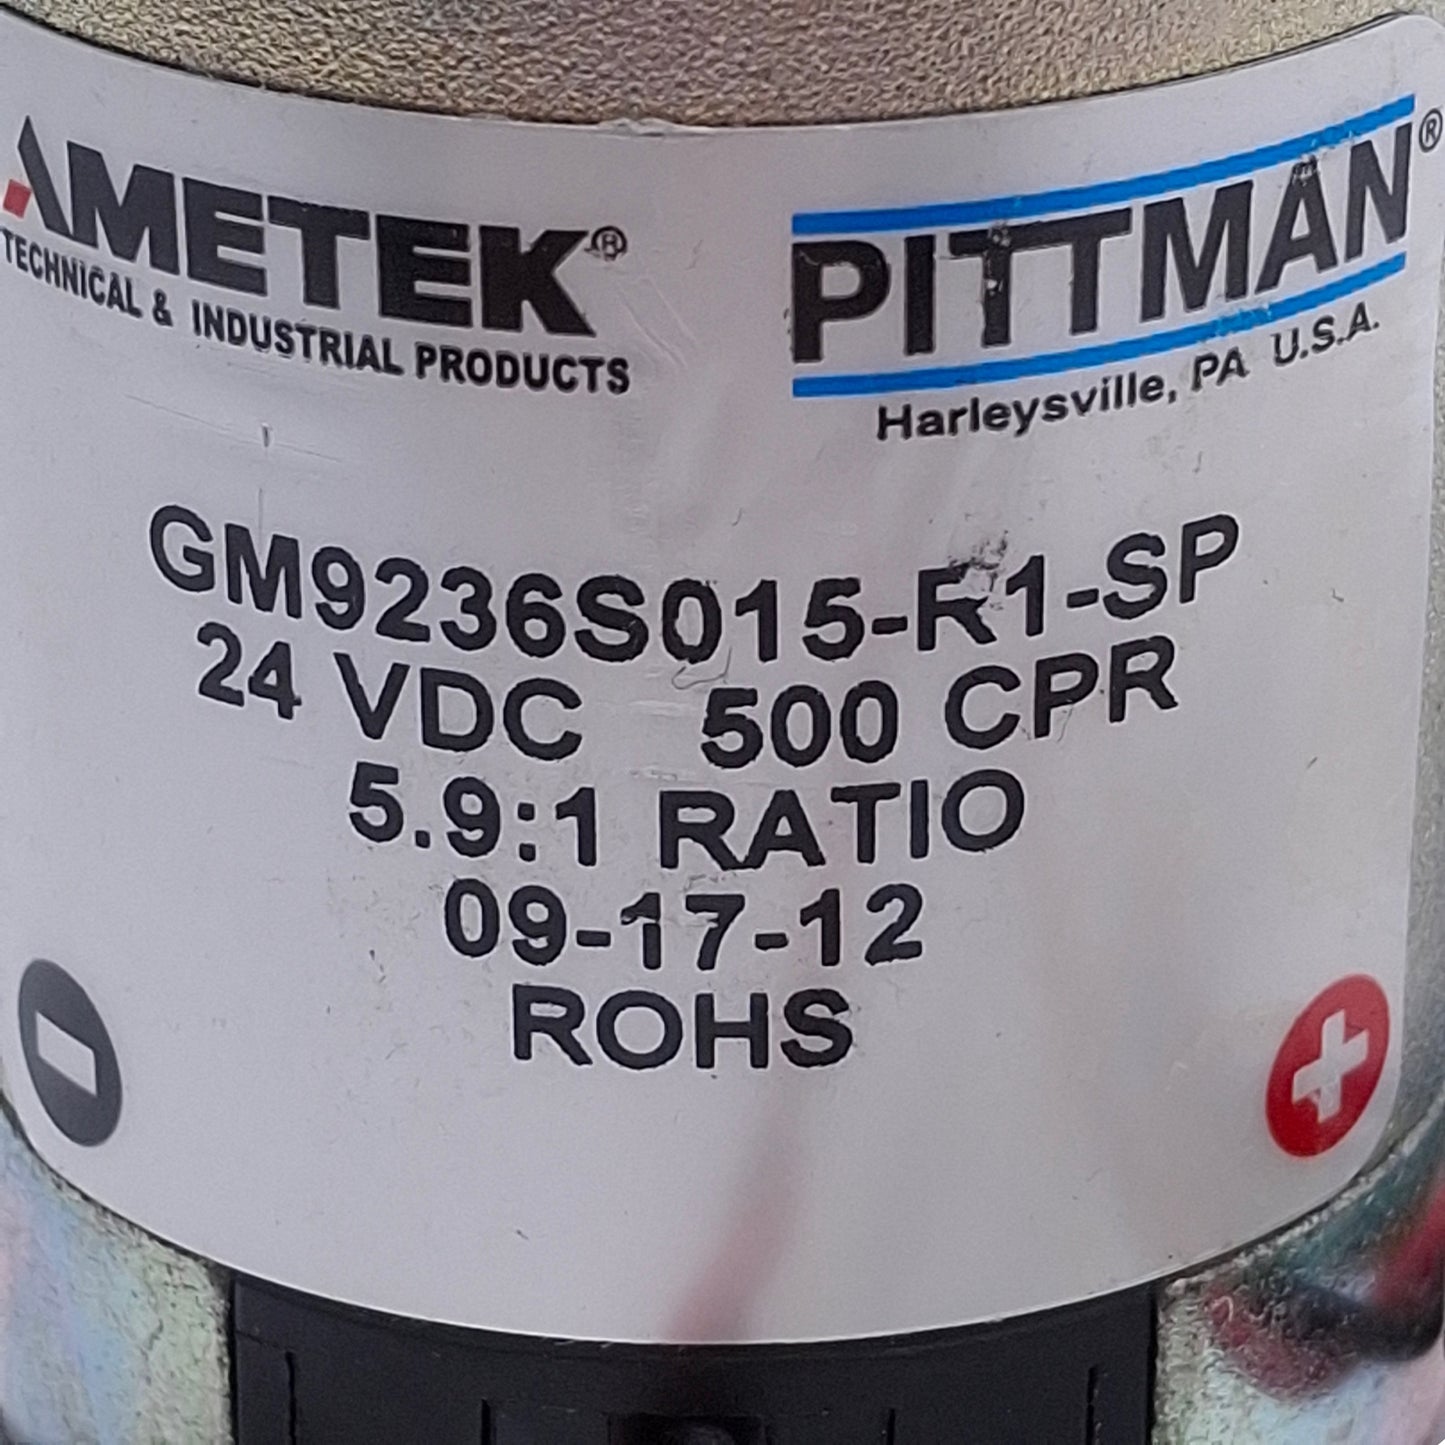 AMETEK®
TECHNICAL & INDUSTRIAL PRODUCTS
PITTMAN®
Harleysville, PA U.S.A.
GM9236S015-R1-SP
24 VDC 500 CPR
5.9:1 RATIO
09-17-12
ROHS